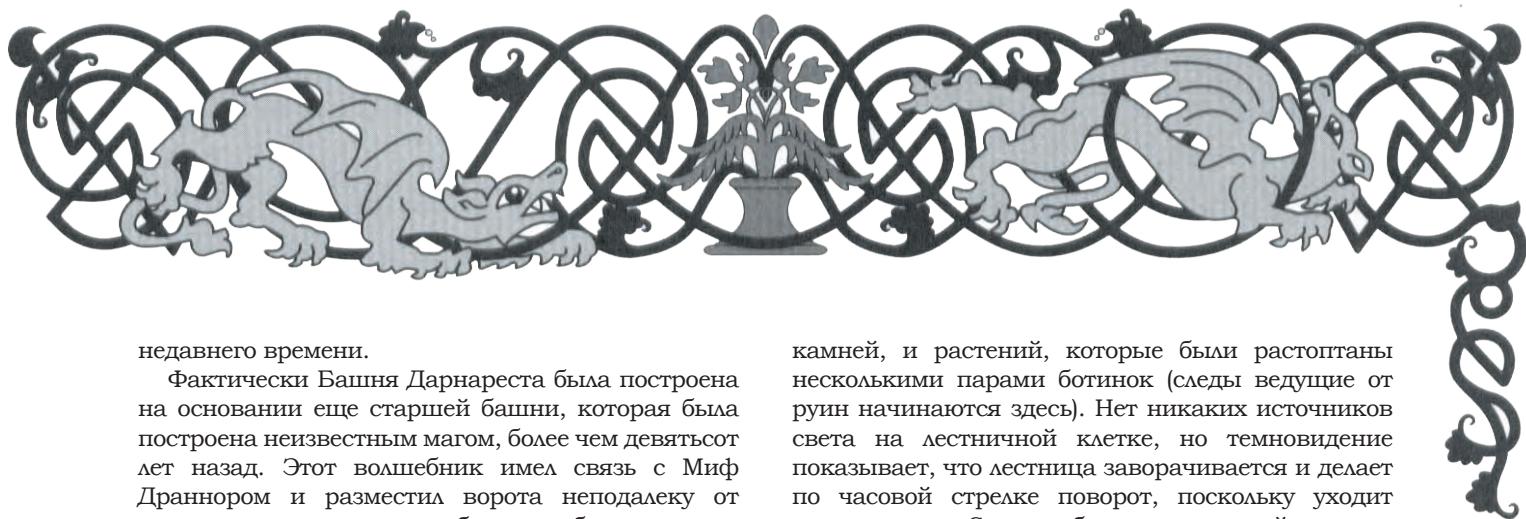 недавнего времени.
Фактически Башня Дарнареста была построена
на основании еще старшей башни, которая была
построена неизвестным магом, более чем девятьсот
лет назад. Этот волшебник имел связь с Миф
Драннором и разместил ворота неподалеку от
камней, и растений, которые были растоптаны
несколькими парами ботинок (следы ведущие от
руин начинаются здесь). Нет никаких источников
света на лестничной клетке, но темновидение
показывает, что лестница заворачивается и делает
по часовой стрелке поворот, поскольку уходит